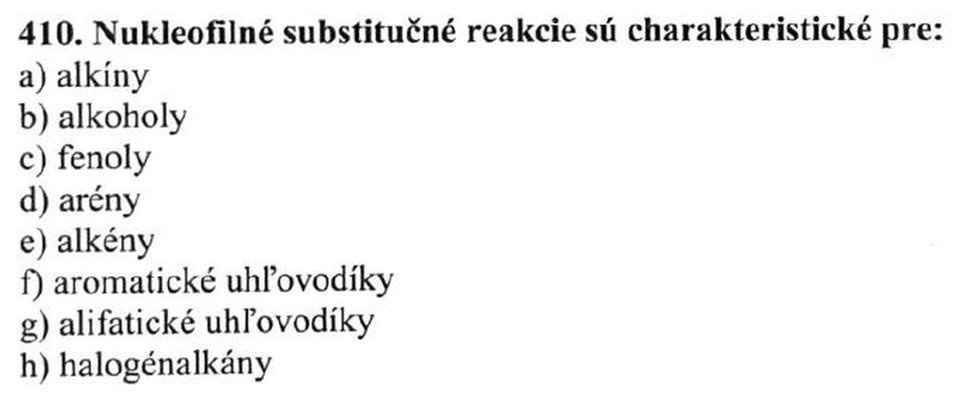 410. Nukleofilné substitučné reakcie sú charakteristické pre:
a) alkíny
b) alkoholy
c) fenoly
d) arény
e) alkény
f) aromatické uhľovodíky
g) alifatické uhľovodíky
h) halogénalkány